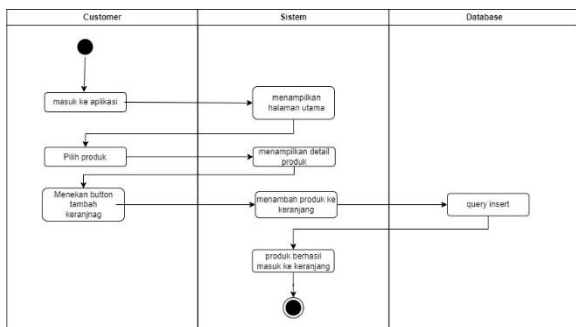 Customer
Sistem
Database
masuk ke aplikasi
menampilkan
halaman utama
Pilih produk
menampilkan detail
produk
Menekan button
tambah
keranjnag
menambah produk ke
keranjang
query insert
produk berhasil
masuk ke keranjang